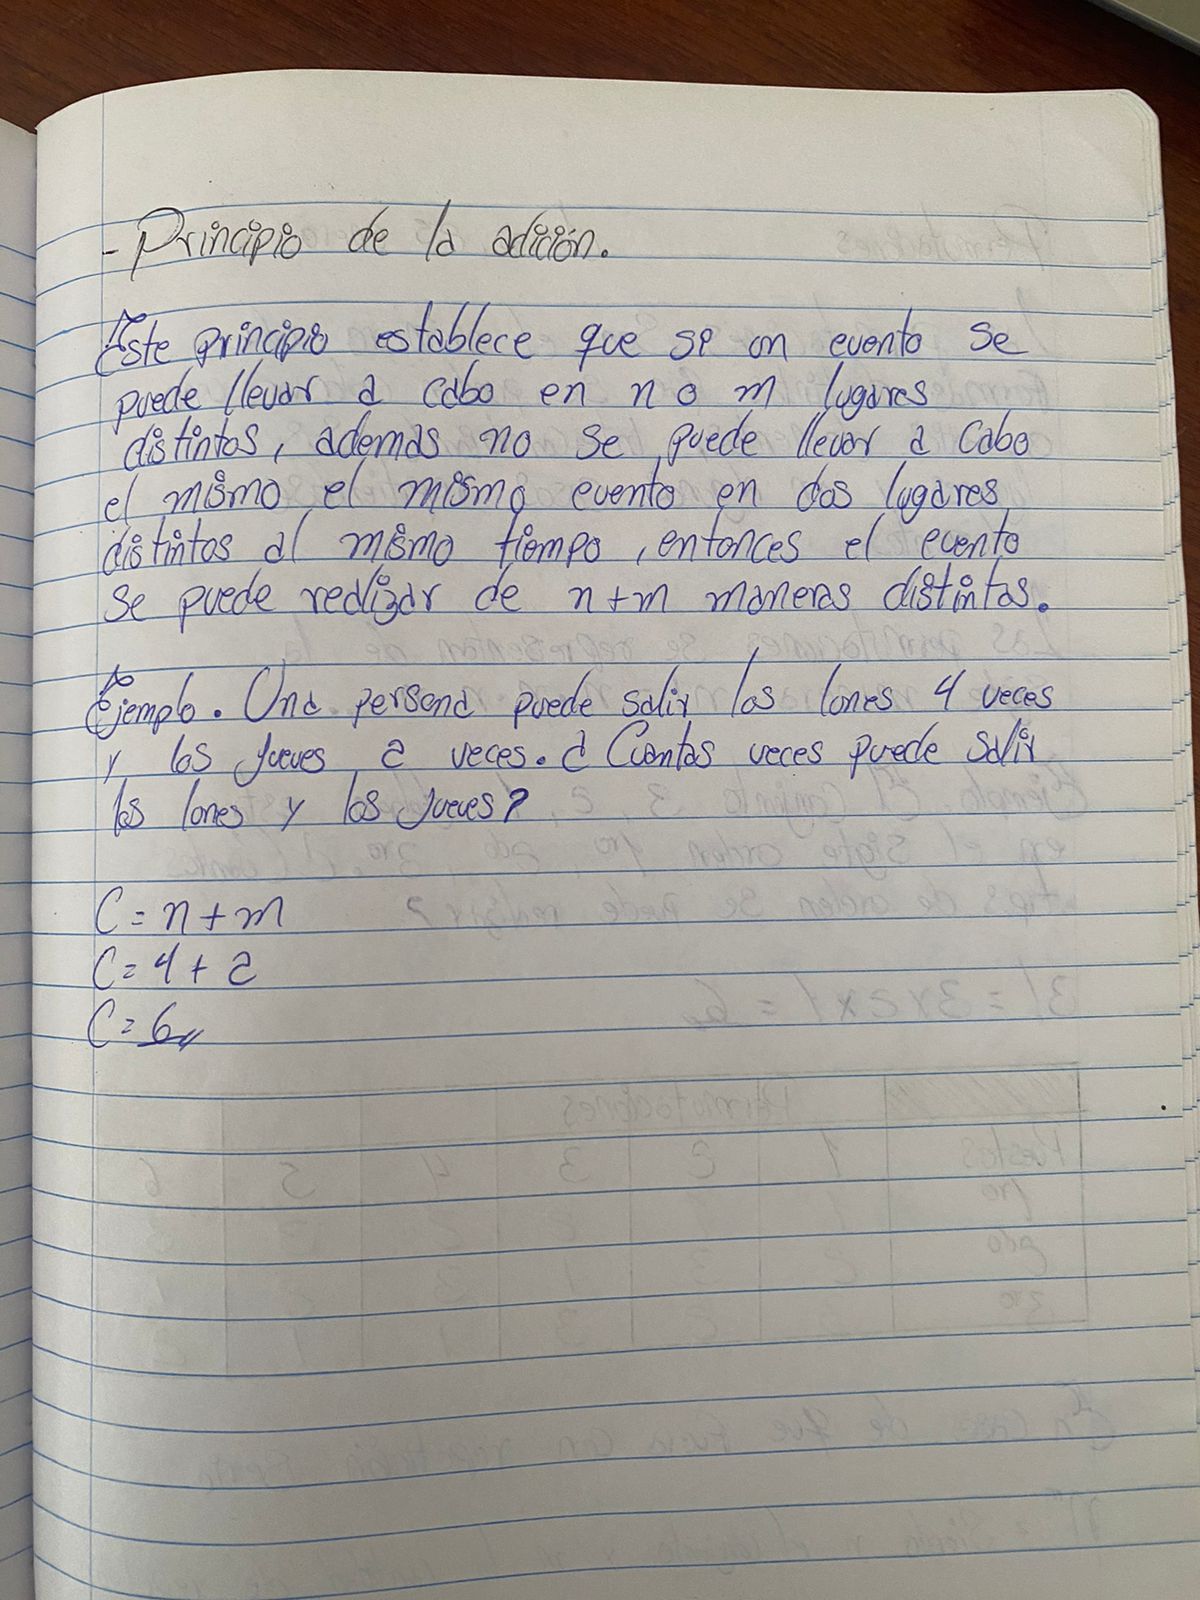 - Principio de la adición.
Este principio establece que si un evento se
puede llevar a cabo en n o m lugares
distintos, ademas no se puede llevar a cabo
el mismo el mismo evento en dos lugares
distintos al mismo tiempo, entonces el evento
se puede realizar de n+m maneras distintas.
Ejemplo. Una persona puede salir los lunes 4 veces
y los jueves 2 veces. ¿Cuantas veces puede salir
los lunes y los jueves?
C = n + m
C = 4 + 2
C = 6